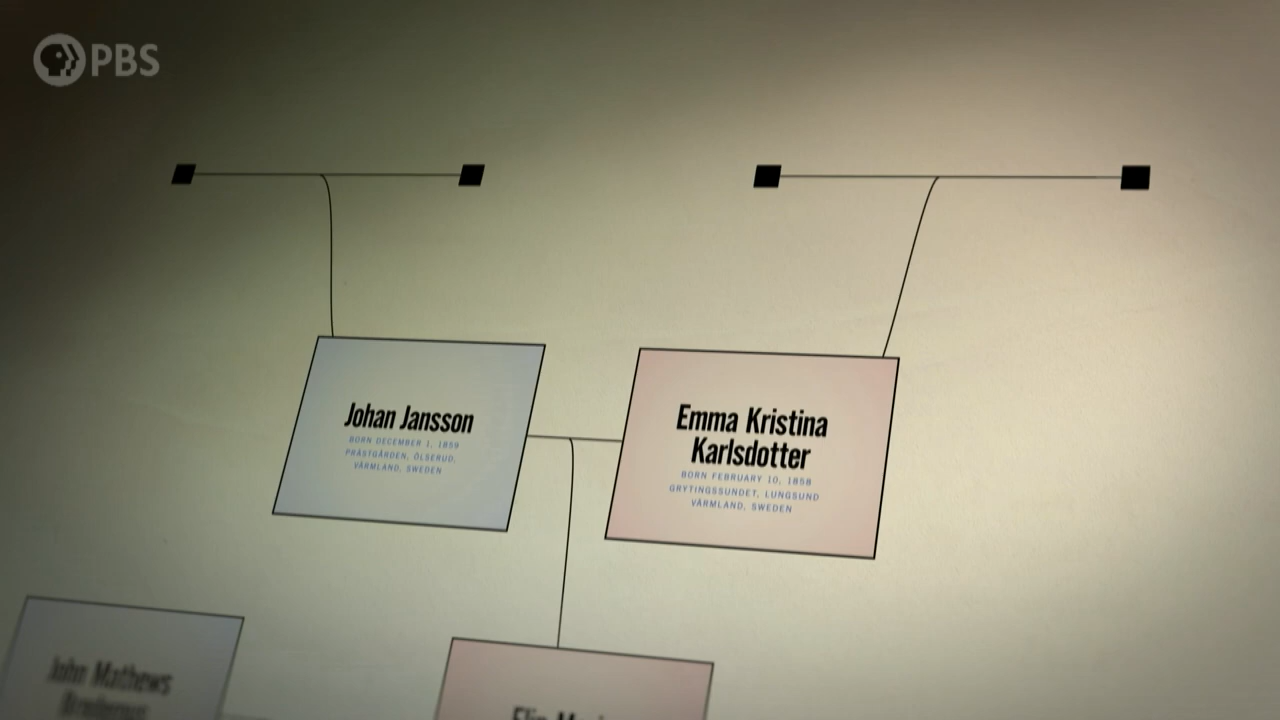 PBS
Johan Jansson
BORN DECEMBER 1, 1859
PRÄSTGÅRDEN, ÖLSERUD,
VÄRMLAND, SWEDEN
Emma Kristina
Karlsdotter
BORN FEBRUARY 10, 1858
GRYTINGSSUNDET, LUNGSUND
VÄRMLAND, SWEDEN
John Mathews